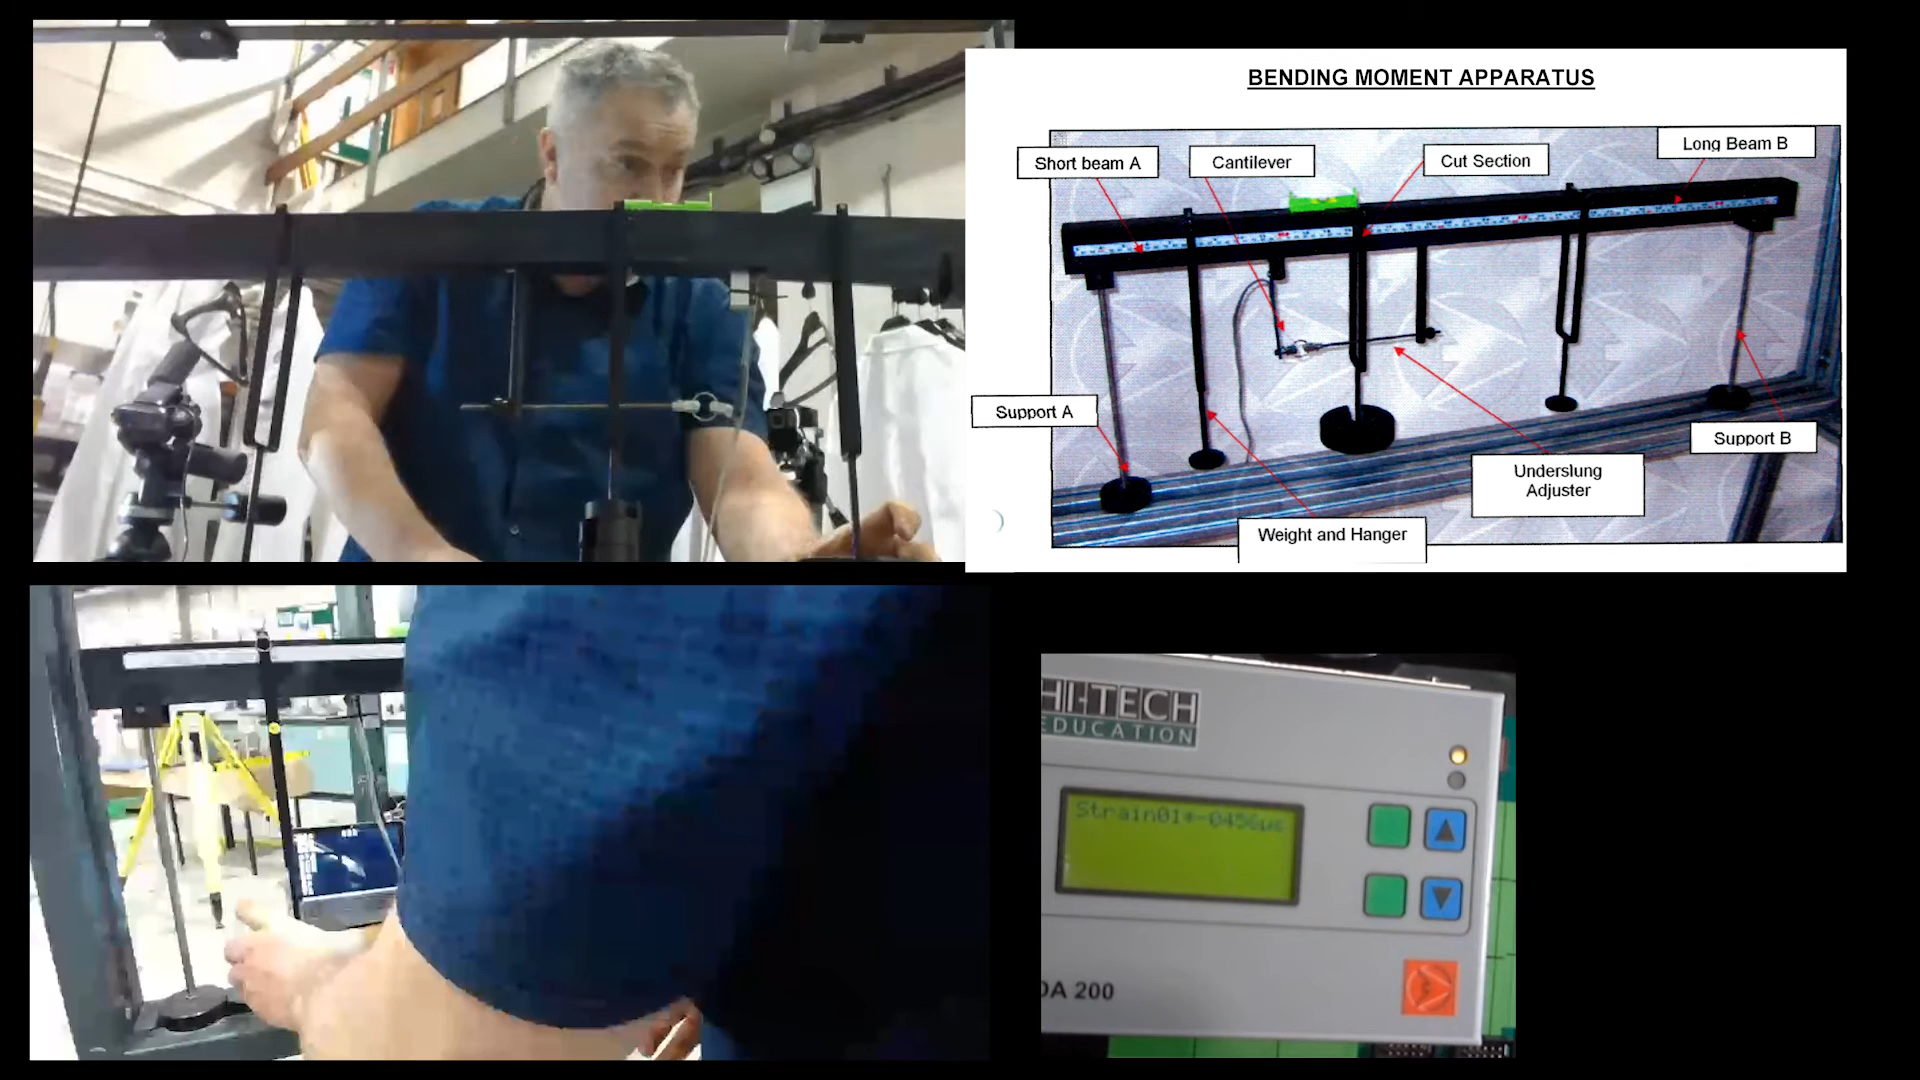 BENDING MOMENT APPARATUS
Short beam A
Cantilever
Cut Section
Long Beam B
Support A
Support B
Underslung
Adjuster
Weight and Hanger
HI-TECH
EDUCATION
Strain01+-0456με
DA 200